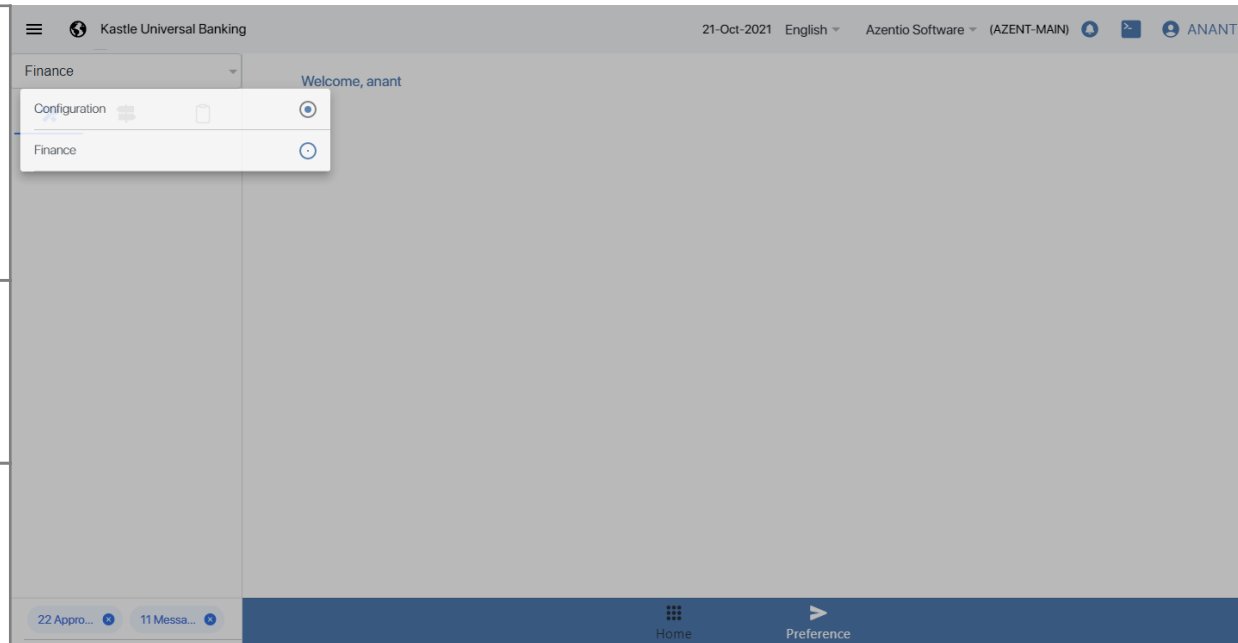 Kastle Universal Banking 21-Oct-2021 English Azentio Software (AZENT-MAIN) ANANT
Finance
Welcome, anant
Configuration
Finance
22 Appro... 11 Messa...
Home Preference